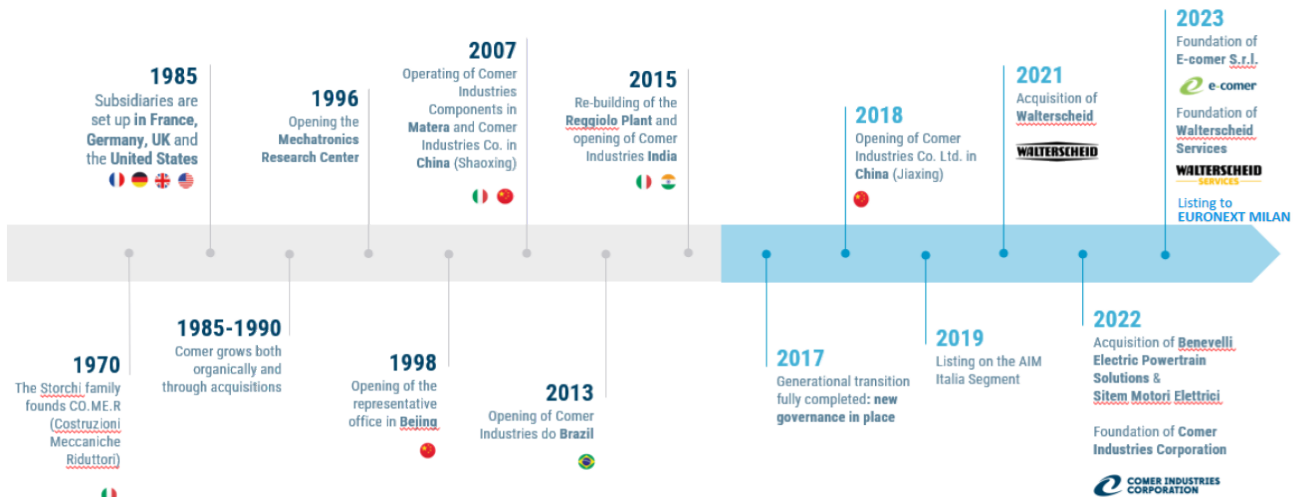 1970
The Storchi family
founds CO.ME.R
(Costruzioni
Meccaniche
Riduttori)
1985
Subsidiaries are
set up in France,
Germany, UK and
the United States
1985-1990
Comer grows both
organically and
through acquisitions
1996
Opening the
Mechatronics
Research Center
1998
Opening of the
representative
office in Bejing
2007
Operating of Comer
Industries
Components in
Matera and Comer
Industries Co. in
China (Shaoxing)
2013
Opening of Comer
Industries do Brazil
2015
Re-building of the
Reggiolo Plant and
opening of Comer
Industries India
2017
Generational transition
fully completed: new
governance in place
2018
Opening of Comer
Industries Co. Ltd. in
China (Jiaxing)
2019
Listing on the AIM
Italia Segment
2021
Acquisition of
Walterscheid
WALTERSCHEID
2022
Acquisition of Benevelli
Electric Powertrain
Solutions &
Sitem Motori Elettrici
Foundation of Comer
Industries Corporation
COMER INDUSTRIES
CORPORATION
2023
Foundation of
E-comer S.r.l.
e-comer
Foundation of
Walterscheid
Services
WALTERSCHEID
SERVICES
Listing to
EURONEXT MILAN